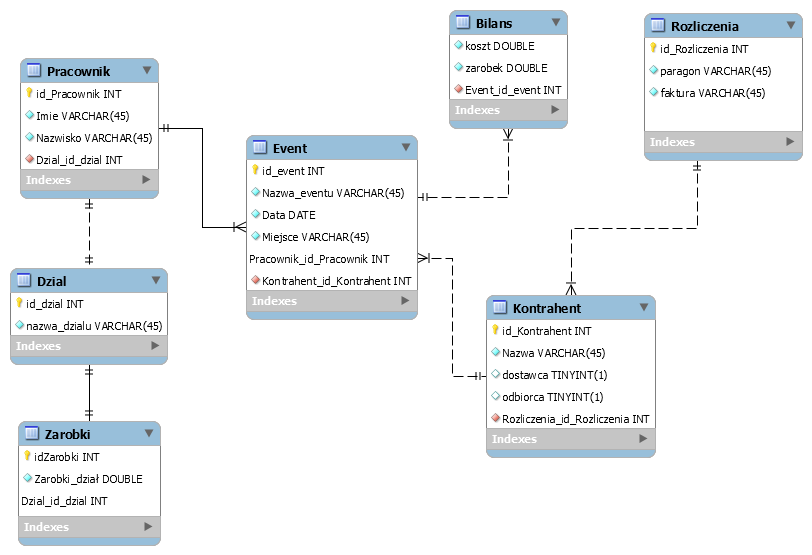 Bilans
koszt DOUBLE
zarobek DOUBLE
Event_id_event INT
Indexes
Rozliczenia
id_Rozliczenia INT
paragon VARCHAR(45)
faktura VARCHAR(45)
Indexes
Pracownik
id_Pracownik INT
Imie VARCHAR(45)
Nazwisko VARCHAR(45)
Dzial_id_dzial INT
Indexes
Event
id_event INT
Nazwa_eventu VARCHAR(45)
Data DATE
Miejsce VARCHAR(45)
Pracownik_id_Pracownik INT
Kontrahent_id_Kontrahent INT
Indexes
Dzial
id_dzial INT
nazwa_dzialu VARCHAR(45)
Indexes
Kontrahent
id_Kontrahent INT
Nazwa VARCHAR(45)
dostawca TINYINT(1)
odbiorca TINYINT(1)
Rozliczenia_id_Rozliczenia INT
Indexes
Zarobki
idZarobki INT
Zarobki_dział DOUBLE
Dzial_id_dzial INT
Indexes